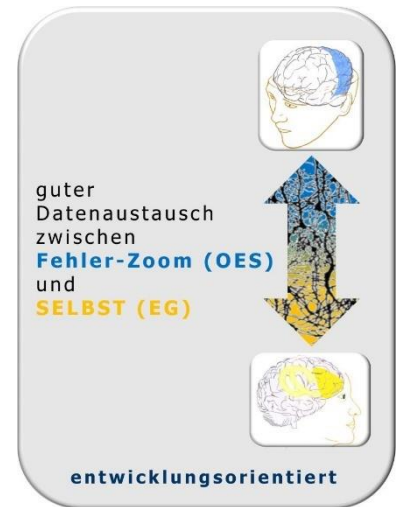 guter
Datenaustausch
zwischen
Fehler-Zoom (OES)
und
SELBST (EG)
entwicklungsorientiert